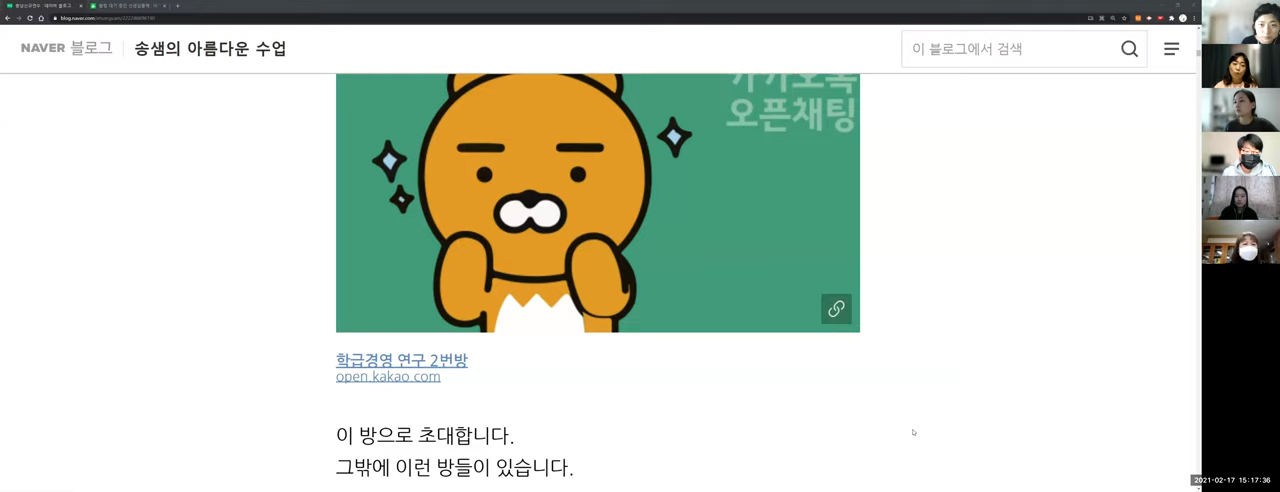 blog.naver.com
NAVER 블로그
송샘의 아름다운 수업
이 블로그에서 검색
카카오톡
오픈채팅
학급경영 연구 2번방
open.kakao.com
이 방으로 초대합니다.
그밖에 이런 방들이 있습니다.
2021-02-17 15:17:36